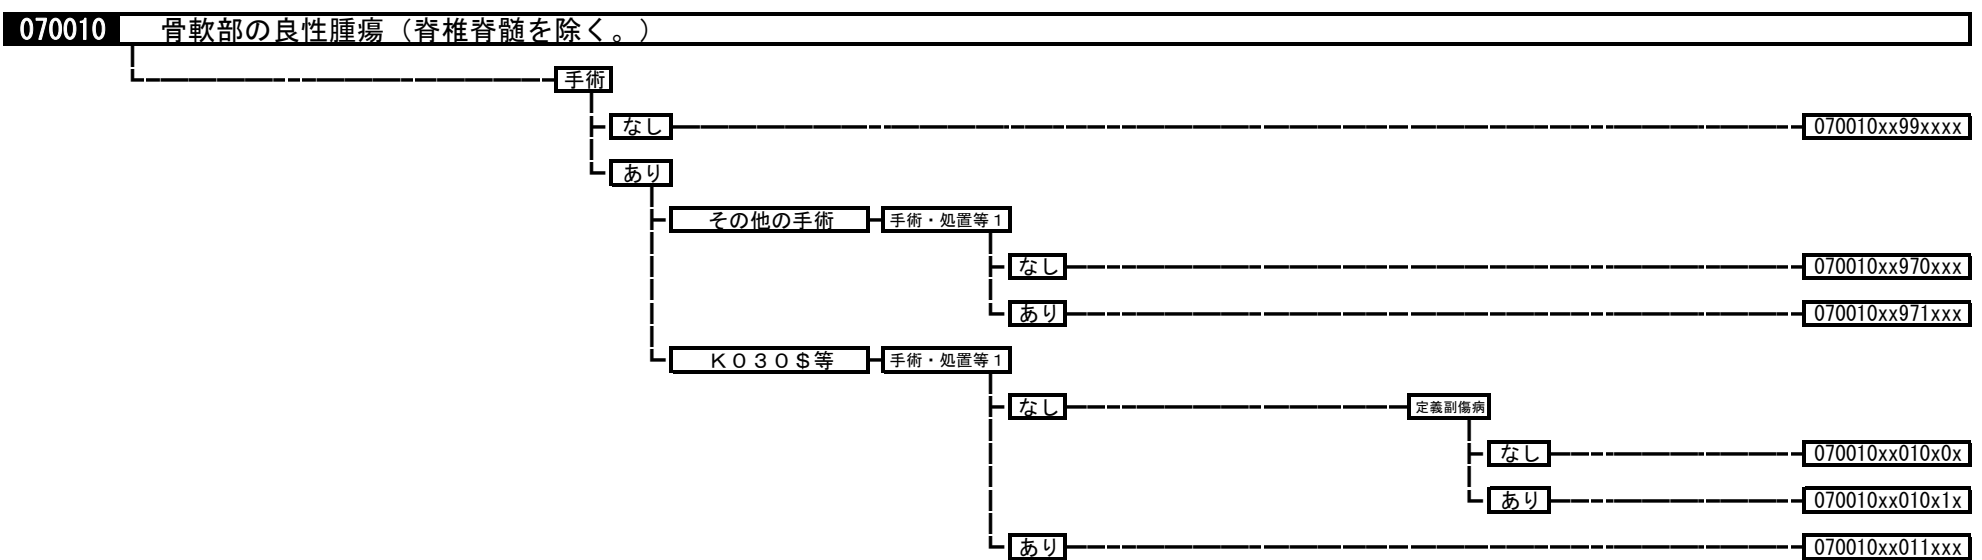 070010 骨軟部の良性腫瘍（脊椎脊髄を除く。）
手術
なし 070010xx99xxxx
あり
その他の手術 手術・処置等１
なし 070010xx970xxx
あり 070010xx971xxx
Ｋ０３０＄等 手術・処置等１
なし 定義副傷病
なし 070010xx010x0x
あり 070010xx010x1x
あり 070010xx011xxx